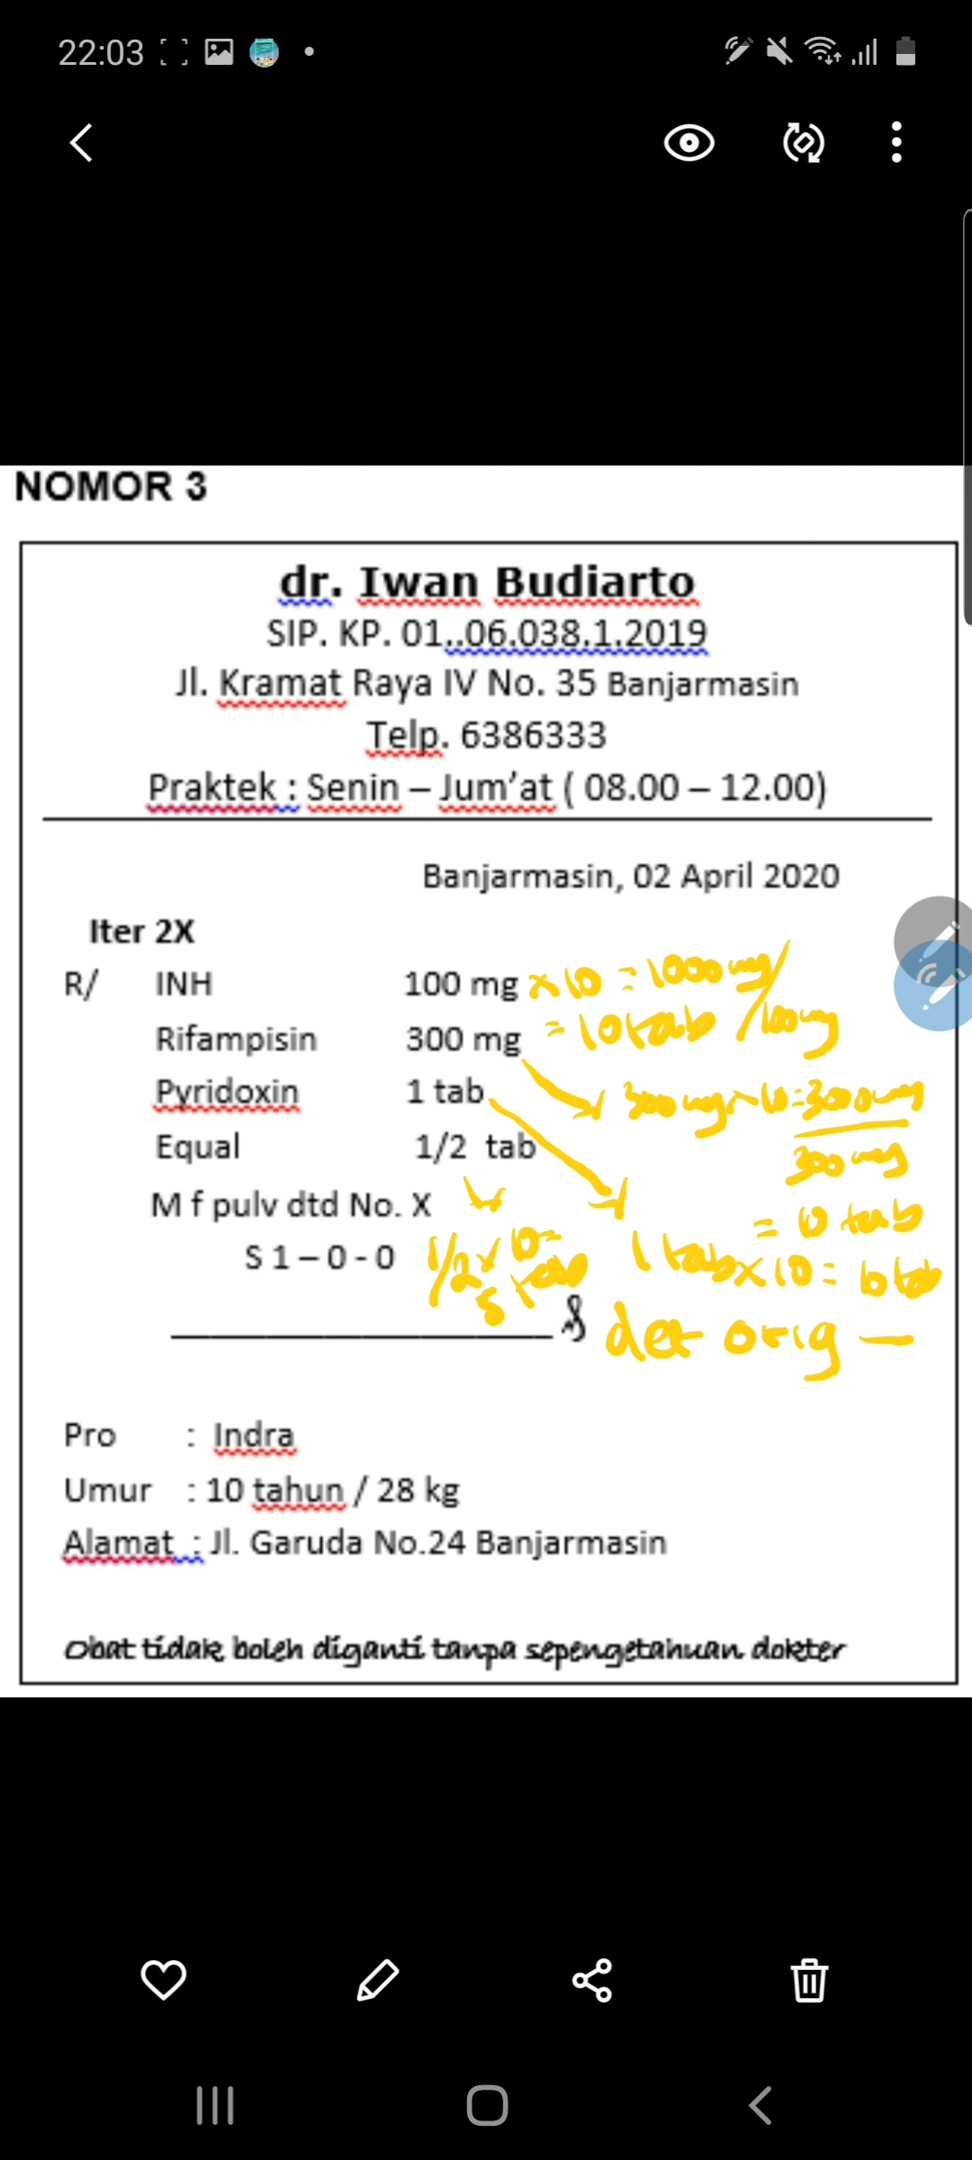 22:03
NOMOR 3
dr. Iwan Budiarto
SIP. KP. 01..06.038.1.2019
Jl. Kramat Raya IV No. 35 Banjarmasin
Telp. 6386333
Praktek : Senin – Jum'at ( 08.00 – 12.00)
Banjarmasin, 02 April 2020
Iter 2X
R/ INH 100 mg x 10 = 1000 mg/
Rifampisin 300 mg = 10 tab / 100mg
Pyridoxin 1 tab 300 mg x 10 = 3000 mg
Equal 1/2 tab 300 mg
M f pulv dtd No. X = 10 tab
S 1 – 0 - 0 1/2 x 10 = 1 tab x 10 = 10 tab
5 tab
det orig —
Pro : Indra
Umur : 10 tahun / 28 kg
Alamat : Jl. Garuda No.24 Banjarmasin
Obat tidak boleh diganti tanpa sepengetahuan dokter